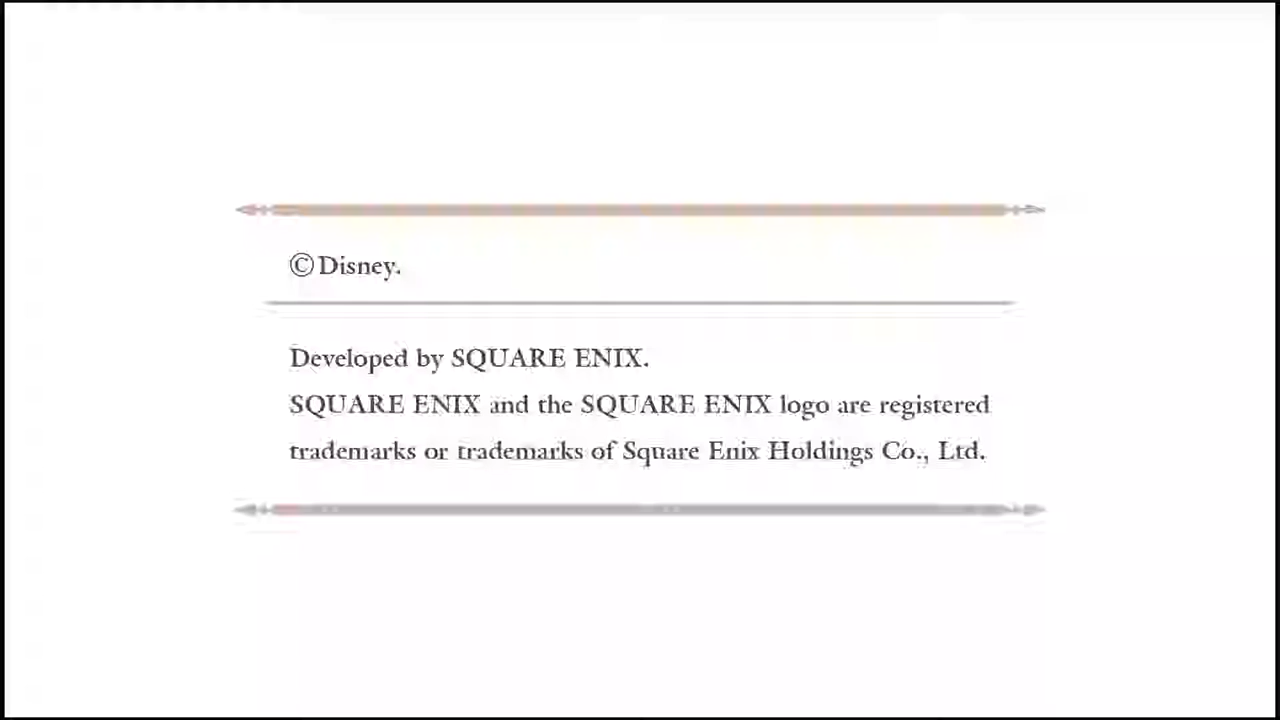 © Disney.
Developed by SQUARE ENIX.
SQUARE ENIX and the SQUARE ENIX logo are registered
trademarks or trademarks of Square Enix Holdings Co., Ltd.